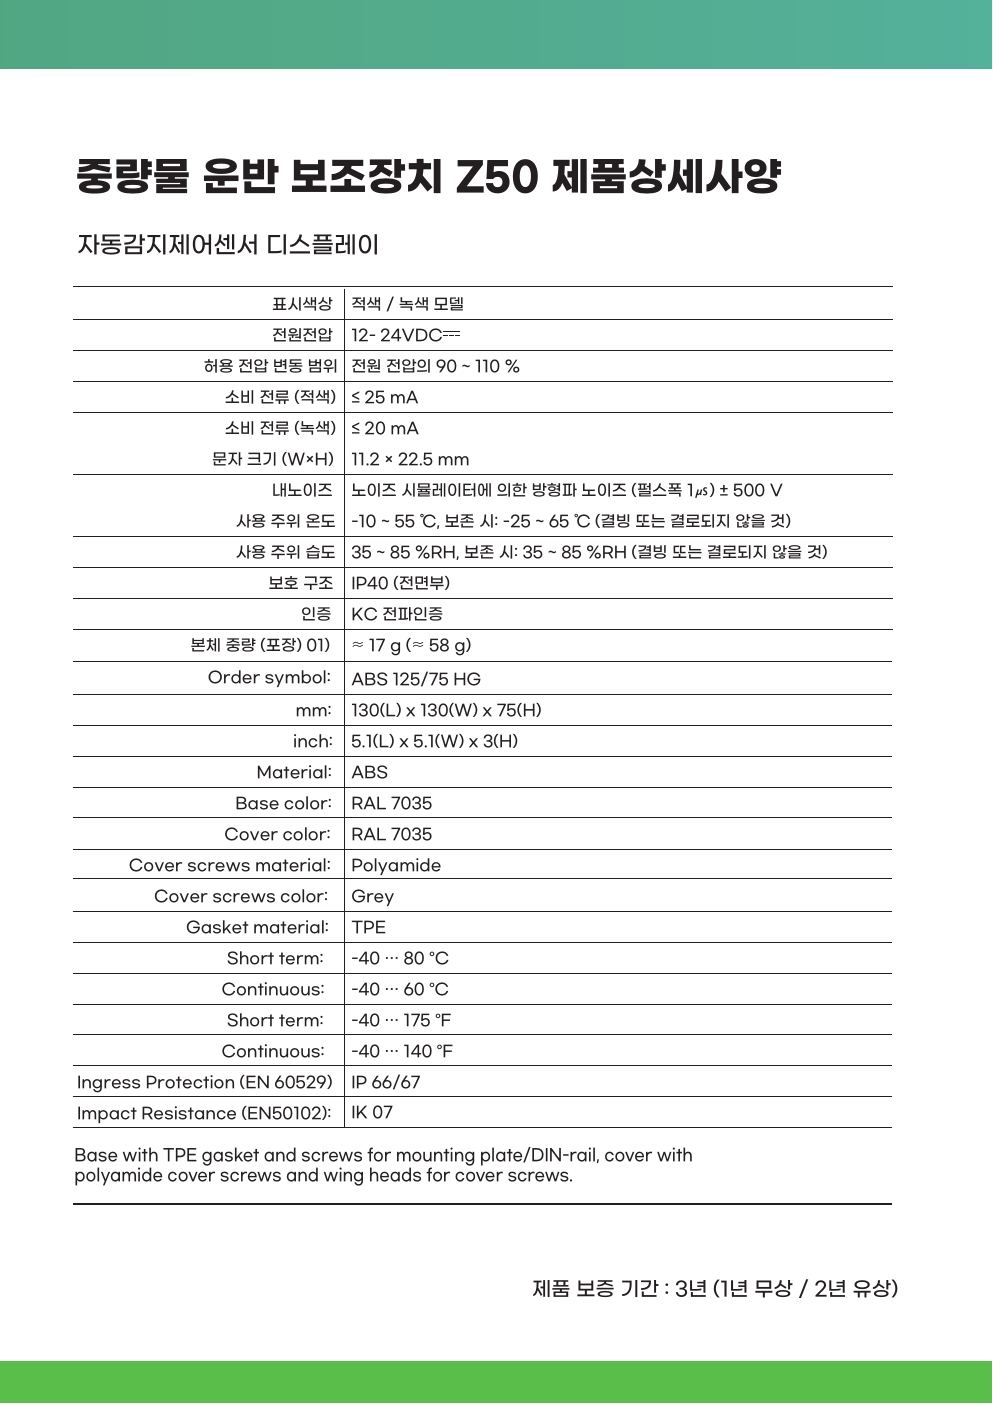 중량물 운반 보조장치 Z50 제품상세사양
자동감지제어센서 디스플레이
표시색상 적색 / 녹색 모델
전원전압 12- 24VDC⎓
허용 전압 변동 범위 전원 전압의 90 ~ 110 %
소비 전류 (적색) ≤ 25 mA
소비 전류 (녹색) ≤ 20 mA
문자 크기 (W×H) 11.2 × 22.5 mm
내노이즈 노이즈 시뮬레이터에 의한 방형파 노이즈 (펄스폭 1㎲) ± 500 V
사용 주위 온도 -10 ~ 55 ℃, 보존 시: -25 ~ 65 ℃ (결빙 또는 결로되지 않을 것)
사용 주위 습도 35 ~ 85 %RH, 보존 시: 35 ~ 85 %RH (결빙 또는 결로되지 않을 것)
보호 구조 IP40 (전면부)
인증 KC 전파인증
본체 중량 (포장) 01) ≈ 17 g (≈ 58 g)
Order symbol: ABS 125/75 HG
mm: 130(L) x 130(W) x 75(H)
inch: 5.1(L) x 5.1(W) x 3(H)
Material: ABS
Base color: RAL 7035
Cover color: RAL 7035
Cover screws material: Polyamide
Cover screws color: Grey
Gasket material: TPE
Short term: -40 ··· 80 °C
Continuous: -40 ··· 60 °C
Short term: -40 ··· 175 °F
Continuous: -40 ··· 140 °F
Ingress Protection (EN 60529) IP 66/67
Impact Resistance (EN50102): IK 07
Base with TPE gasket and screws for mounting plate/DIN-rail, cover with
polyamide cover screws and wing heads for cover screws.
제품 보증 기간 : 3년 (1년 무상 / 2년 유상)